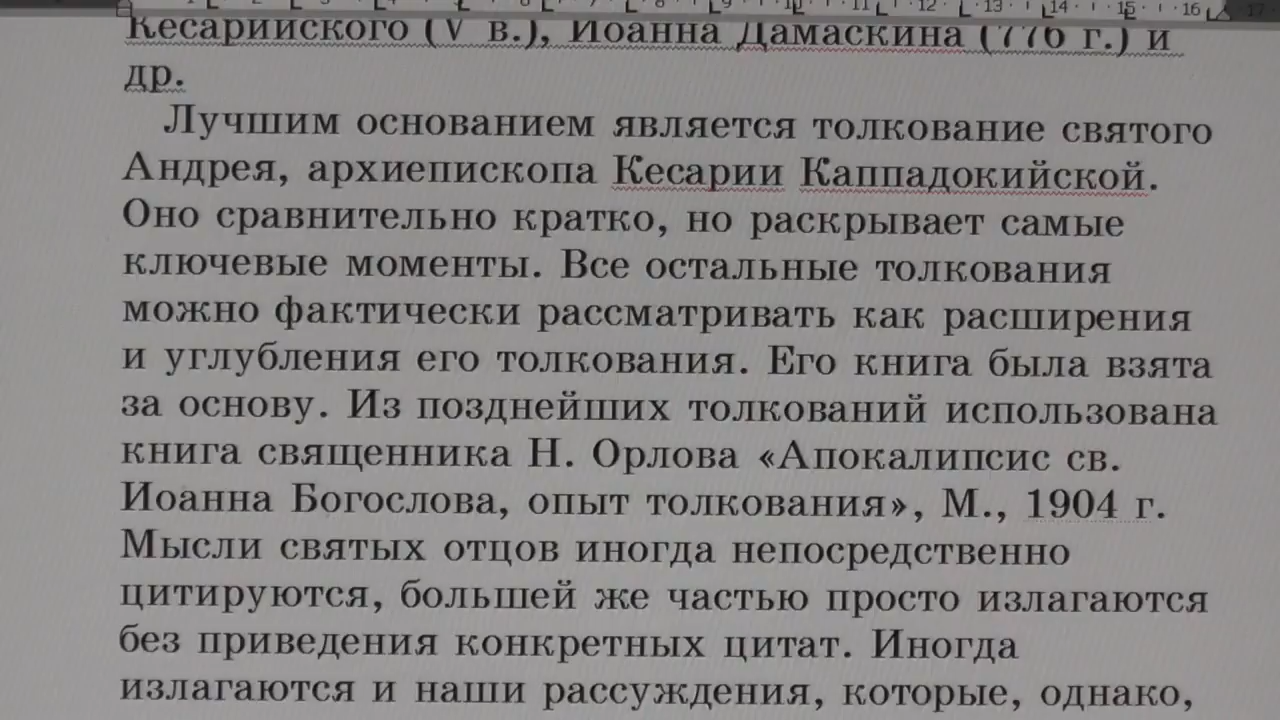 Кесарийского (V в.), Иоанна Дамаскина (776 г.) и
др.
Лучшим основанием является толкование святого
Андрея, архиепископа Кесарии Каппадокийской.
Оно сравнительно кратко, но раскрывает самые
ключевые моменты. Все остальные толкования
можно фактически рассматривать как расширения
и углубления его толкования. Его книга была взята
за основу. Из позднейших толкований использована
книга священника Н. Орлова «Апокалипсис св.
Иоанна Богослова, опыт толкования», М., 1904 г.
Мысли святых отцов иногда непосредственно
цитируются, большей же частью просто излагаются
без приведения конкретных цитат. Иногда
излагаются и наши рассуждения, которые, однако,